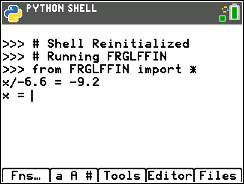 PYTHON SHELL
>>> # Shell Reinitialized
>>> # Running FRGLFFIN
>>> from FRGLFFIN import *
x/-6.6 = -9.2
x =
Fns… a A # Tools Editor Files